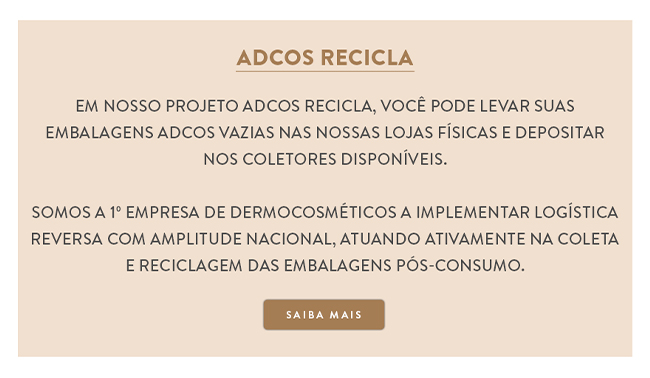 ADCOS RECICLA
EM NOSSO PROJETO ADCOS RECICLA, VOCÊ PODE LEVAR SUAS
EMBALAGENS ADCOS VAZIAS NAS NOSSAS LOJAS FÍSICAS E DEPOSITAR
NOS COLETORES DISPONÍVEIS.
SOMOS A 1º EMPRESA DE DERMOCOSMÉTICOS A IMPLEMENTAR LOGÍSTICA
REVERSA COM AMPLITUDE NACIONAL, ATUANDO ATIVAMENTE NA COLETA
E RECICLAGEM DAS EMBALAGENS PÓS-CONSUMO.
SAIBA MAIS